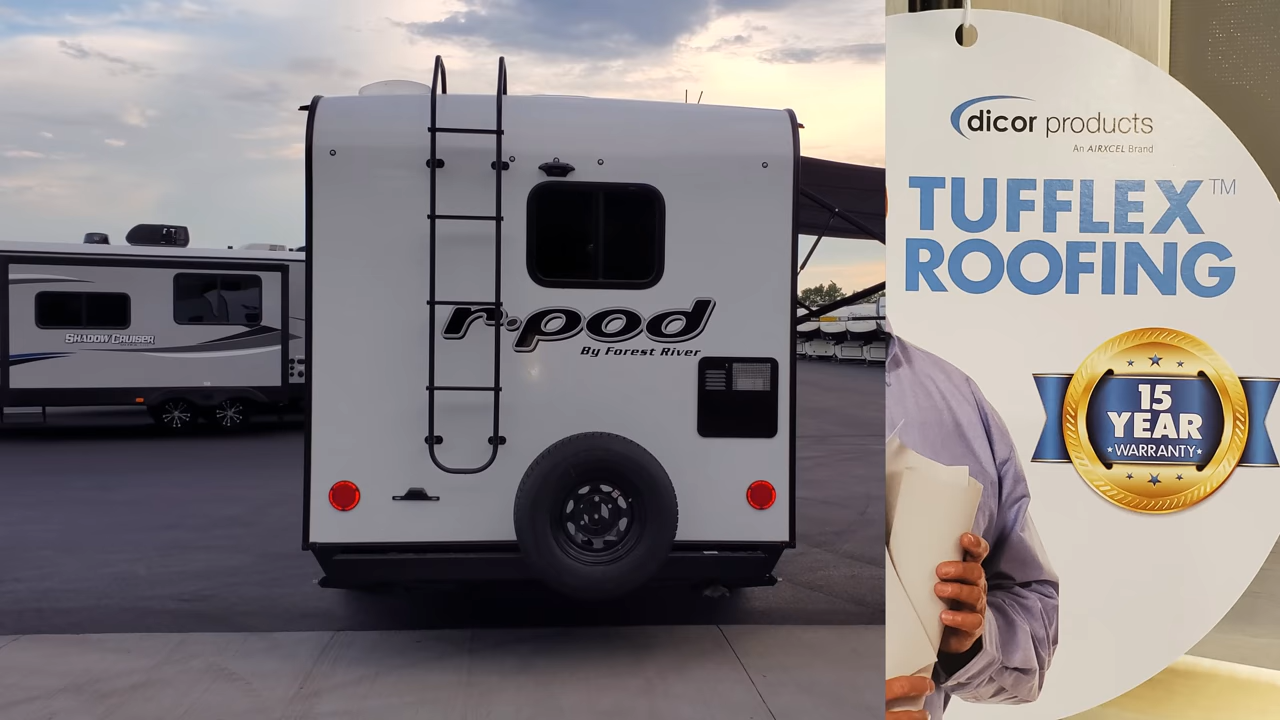 SHADOW CRUISER
r·pod
By Forest River
dicor products
An AIRXCEL Brand
TUFFLEX™
ROOFING
15
YEAR
WARRANTY